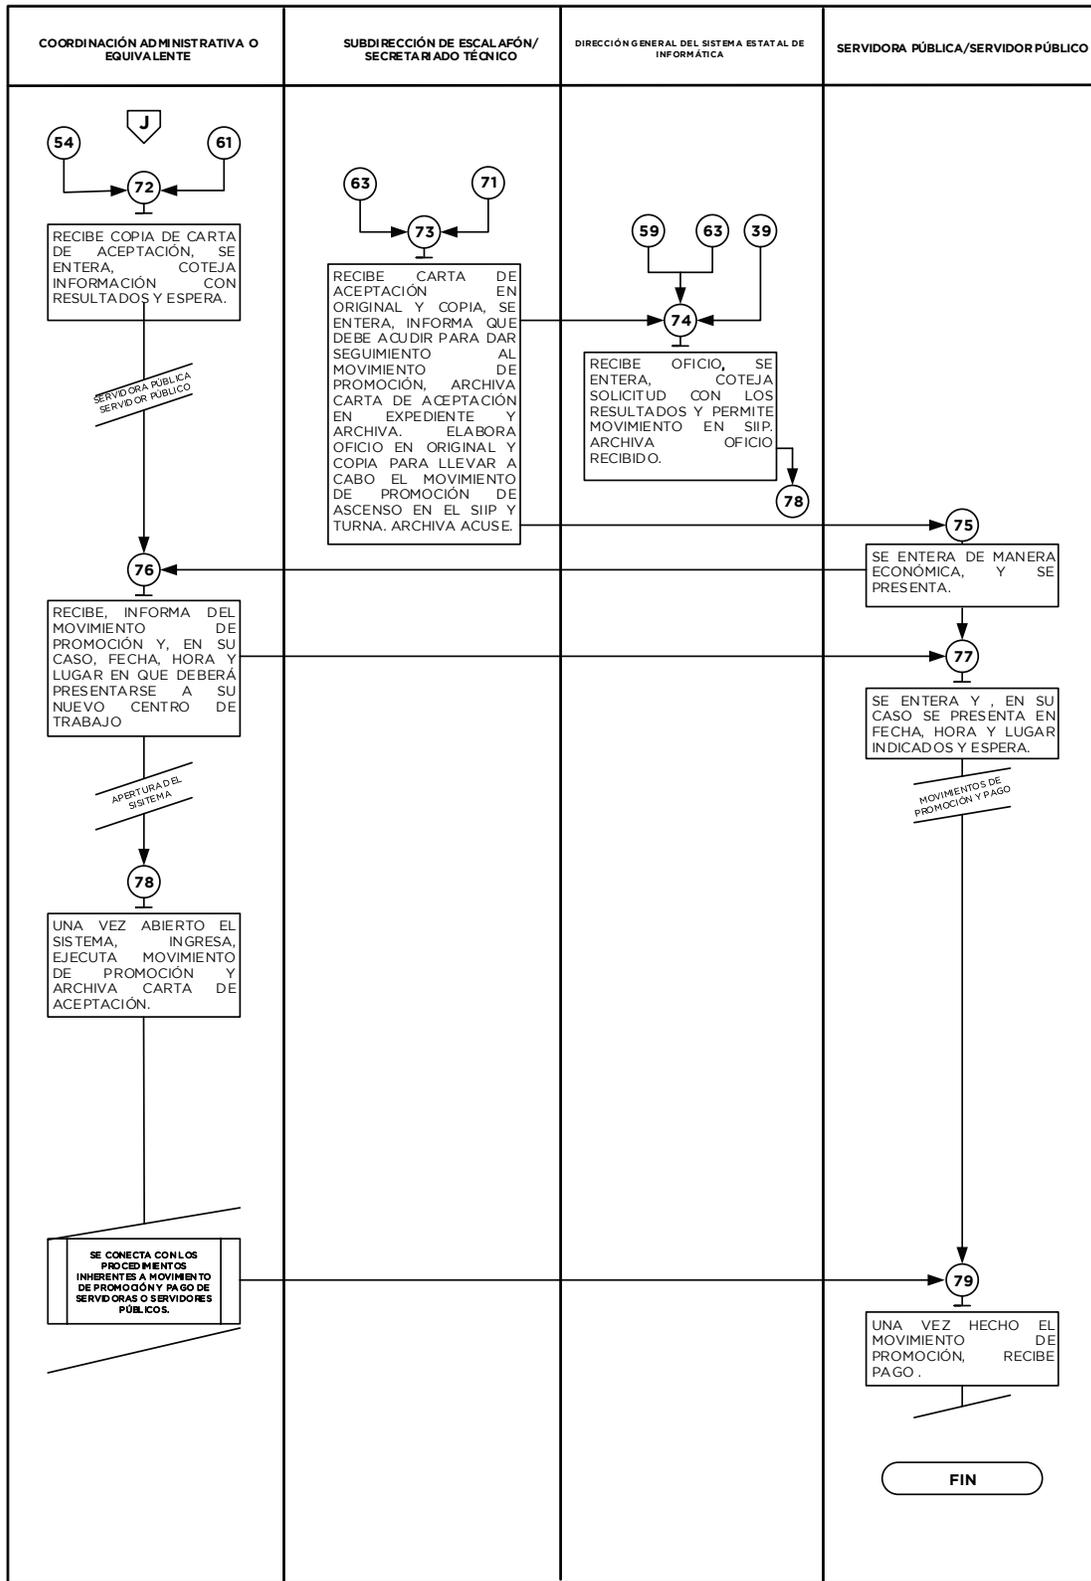 COORDINACIÓN ADMINISTRATIVA O
EQUIVALENTE
SUBDIRECCIÓN DE ESCALAFÓN/
SECRETARIADO TÉCNICO
DIRECCIÓN GENERAL DEL SISTEMA ESTATAL DE
INFORMÁTICA
SERVIDORA PÚBLICA/SERVIDOR PÚBLICO
J
54
61
72
RECIBE COPIA DE CARTA
DE ACEPTACIÓN, SE
ENTERA, COTEJA
INFORMACIÓN CON
RESULTADOS Y ESPERA.
SERVIDORA PÚBLICA
SERVIDOR PÚBLICO
63
71
73
RECIBE CARTA DE
ACEPTACIÓN EN
ORIGINAL Y COPIA, SE
ENTERA, INFORMA QUE
DEBE ACUDIR PARA DAR
SEGUIMIENTO AL
MOVIMIENTO DE
PROMOCIÓN, ARCHIVA
CARTA DE ACEPTACIÓN
EN EXPEDIENTE Y
ARCHIVA. ELABORA
OFICIO EN ORIGINAL Y
COPIA PARA LLEVAR A
CABO EL MOVIMIENTO
DE PROMOCIÓN DE
ASCENSO EN EL SIIP Y
TURNA. ARCHIVA ACUSE.
59
63
39
74
RECIBE OFICIO, SE
ENTERA, COTEJA
SOLICITUD CON LOS
RESULTADOS Y PERMITE
MOVIMIENTO EN SIIP.
ARCHIVA OFICIO
RECIBIDO.
78
75
SE ENTERA DE MANERA
ECONÓMICA, Y SE
PRESENTA.
76
RECIBE, INFORMA DEL
MOVIMIENTO DE
PROMOCIÓN Y, EN SU
CASO, FECHA, HORA Y
LUGAR EN QUE DEBERÁ
PRESENTARSE A SU
NUEVO CENTRO DE
TRABAJO
77
SE ENTERA Y , EN SU
CASO SE PRESENTA EN
FECHA, HORA Y LUGAR
INDICADOS Y ESPERA.
APERTURA DEL
SISITEMA
MOVIMIENTOS DE
PROMOCIÓN Y PAGO
78
UNA VEZ ABIERTO EL
SISTEMA, INGRESA,
EJECUTA MOVIMIENTO
DE PROMOCIÓN Y
ARCHIVA CARTA DE
ACEPTACIÓN.
SE CONECTA CON LOS
PROCEDIMENTOS
INHERENTES A MOVIMIENTO
DE PROMOCIÓN Y PAGO DE
SERVIDORAS O SERVIDORES
PÚBLICOS.
79
UNA VEZ HECHO EL
MOVIMIENTO DE
PROMOCIÓN, RECIBE
PAGO .
FIN